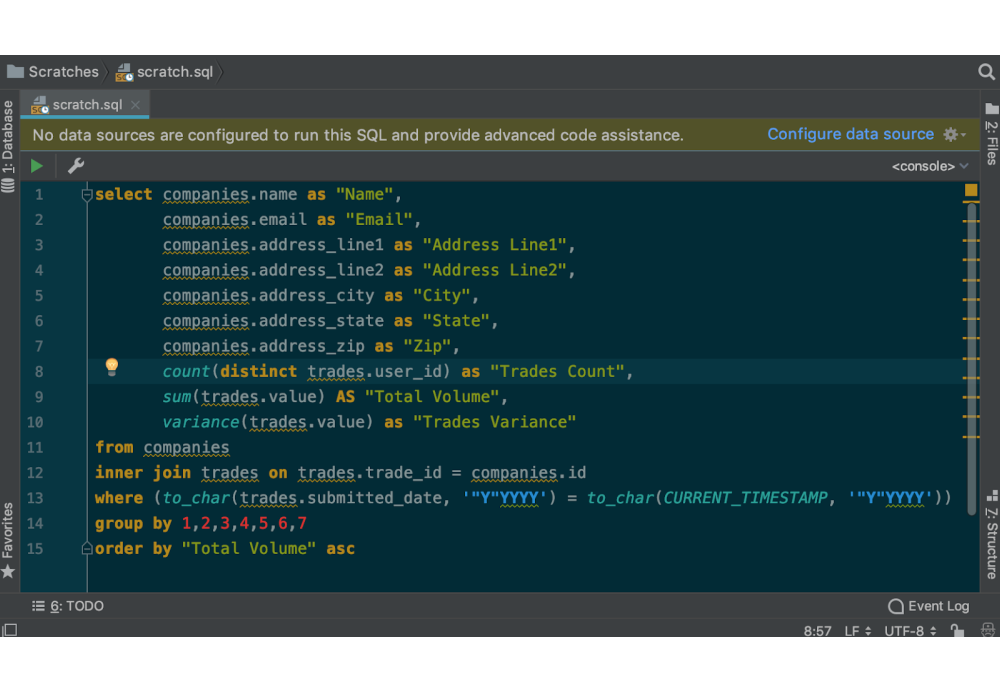 Scratches scratch.sql
scratch.sql
No data sources are configured to run this SQL and provide advanced code assistance. Configure data source
<console>
1 select companies.name as "Name",
2 companies.email as "Email",
3 companies.address_line1 as "Address Line1",
4 companies.address_line2 as "Address Line2",
5 companies.address_city as "City",
6 companies.address_state as "State",
7 companies.address_zip as "Zip",
8 count(distinct trades.user_id) as "Trades Count",
9 sum(trades.value) AS "Total Volume",
10 variance(trades.value) as "Trades Variance"
11 from companies
12 inner join trades on trades.trade_id = companies.id
13 where (to_char(trades.submitted_date, '"Y"YYYY') = to_char(CURRENT_TIMESTAMP, '"Y"YYYY'))
14 group by 1,2,3,4,5,6,7
15 order by "Total Volume" asc
1: Database
Favorites
2: Files
7: Structure
6: TODO Event Log
8:57 LF UTF-8